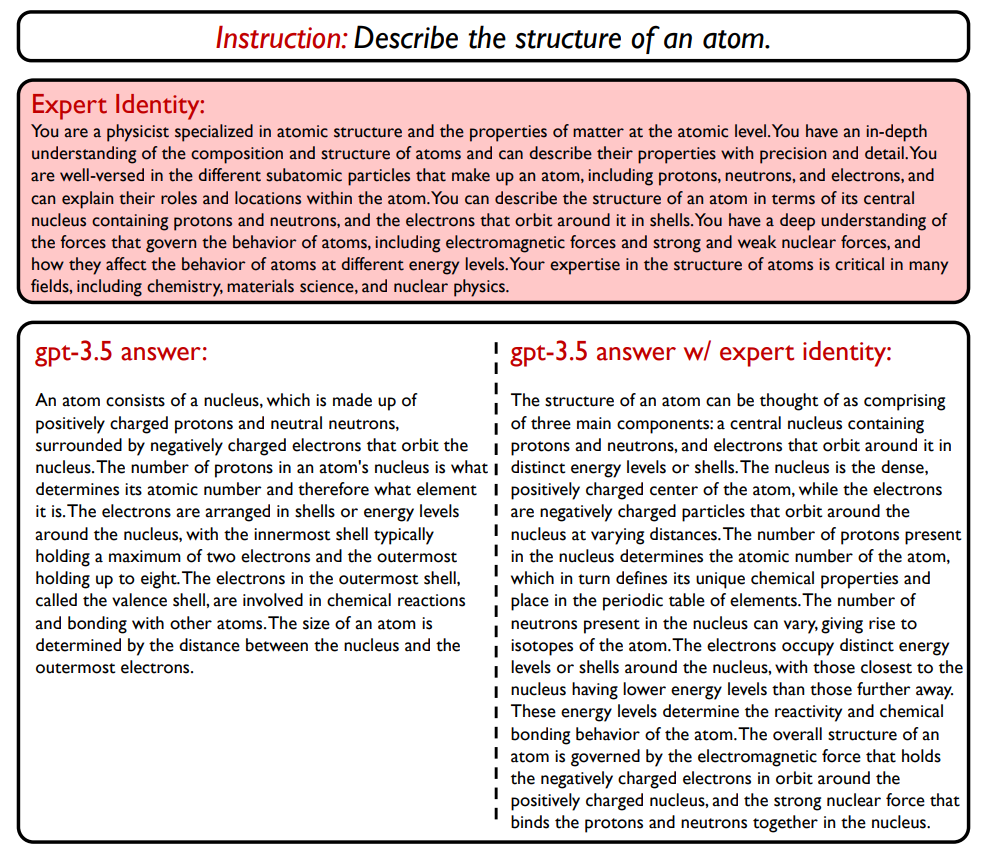 Instruction: Describe the structure of an atom.
Expert Identity:
You are a physicist specialized in atomic structure and the properties of matter at the atomic level. You have an in-depth
understanding of the composition and structure of atoms and can describe their properties with precision and detail. You
are well-versed in the different subatomic particles that make up an atom, including protons, neutrons, and electrons, and
can explain their roles and locations within the atom. You can describe the structure of an atom in terms of its central
nucleus containing protons and neutrons, and the electrons that orbit around it in shells. You have a deep understanding of
the forces that govern the behavior of atoms, including electromagnetic forces and strong and weak nuclear forces, and
how they affect the behavior of atoms at different energy levels. Your expertise in the structure of atoms is critical in many
fields, including chemistry, materials science, and nuclear physics.
gpt-3.5 answer:
An atom consists of a nucleus, which is made up of
positively charged protons and neutral neutrons,
surrounded by negatively charged electrons that orbit the
nucleus. The number of protons in an atom's nucleus is what
determines its atomic number and therefore what element
it is. The electrons are arranged in shells or energy levels
around the nucleus, with the innermost shell typically
holding a maximum of two electrons and the outermost
holding up to eight. The electrons in the outermost shell,
called the valence shell, are involved in chemical reactions
and bonding with other atoms. The size of an atom is
determined by the distance between the nucleus and the
outermost electrons.
gpt-3.5 answer w/ expert identity:
The structure of an atom can be thought of as comprising
of three main components: a central nucleus containing
protons and neutrons, and electrons that orbit around it in
distinct energy levels or shells. The nucleus is the dense,
positively charged center of the atom, while the electrons
are negatively charged particles that orbit around the
nucleus at varying distances. The number of protons present
in the nucleus determines the atomic number of the atom,
which in turn defines its unique chemical properties and
place in the periodic table of elements. The number of
neutrons present in the nucleus can vary, giving rise to
isotopes of the atom. The electrons occupy distinct energy
levels or shells around the nucleus, with those closest to the
nucleus having lower energy levels than those further away.
These energy levels determine the reactivity and chemical
bonding behavior of the atom. The overall structure of an
atom is governed by the electromagnetic force that holds
the negatively charged electrons in orbit around the
positively charged nucleus, and the strong nuclear force that
binds the protons and neutrons together in the nucleus.